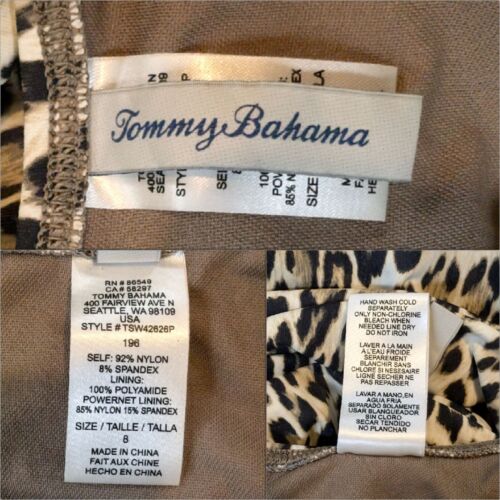 Tommy Bahama
RN # 86549
CA # 58297
TOMMY BAHAMA
400 FAIRVIEW AVE N
SEATTLE, WA 98109
USA
STYLE # TSW42626P
196
SELF: 92% NYLON
8% SPANDEX
LINING:
100% POLYAMIDE
POWERNET LINING:
85% NYLON 15% SPANDEX
SIZE / TAILLE / TALLA
8
MADE IN CHINA
FAIT AUX CHINE
HECHO EN CHINA
HAND WASH COLD
SEPARATELY
ONLY NON-CHLORINE
BLEACH WHEN
NEEDED LINE DRY
DO NOT IRON
LAVER A LA MAIN
A L'EAU FROIDE
SEPAREMENT
BLANCHIR SANS
CHLORE SI NESESSAIRE
LIGNE SECHER NE
PAS REPASSER
LAVAR A MANO, EN
AGUA FRIA
SEPARADO SOLAMENTE
USAR BLANQUEADOR
SIN CLORO
SECAR TENDIDO
NO PLANCHAR